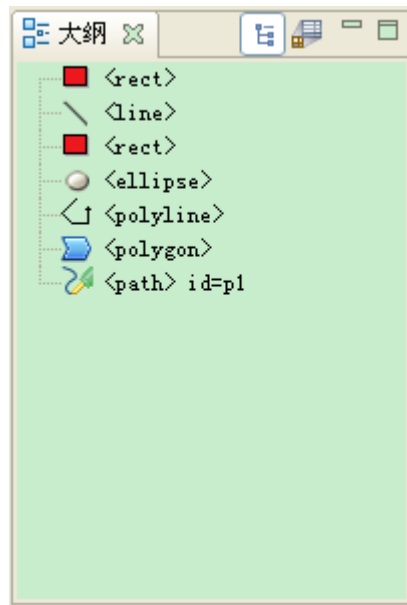 大纲
<rect>
<line>
<rect>
<ellipse>
<polyline>
<polygon>
<path> id=p1